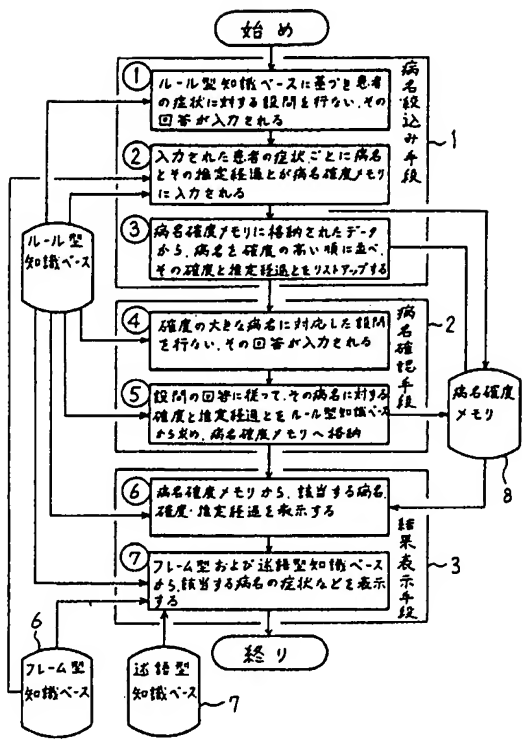 始め
①
ルール型知識ベースに基づき患者
の症状に対する設問を行ない、その
回答が入力される
②
入力された患者の症状ごとに病名
とその推定経過とが病名確度メモリ
に入力される
③
病名確度メモリに格納されたデータ
から、病名を確度の高い順に並べ、
その確度と推定経過とをリストアップする
病名絞込み手段
1
ルール型
知識ベース
④
確度の大きな病名に対応した設問
を行ない、その回答が入力される
⑤
設問の回答に従って、その病名に対する
確度と推定経過とをルール型知識ベース
から求め、病名確度メモリへ格納
病名確認手段
2
病名確度
メモリ
8
⑥
病名確度メモリから、該当する病名、
確度・推定経過を表示する
⑦
フレーム型および述語型知識ベース
から、該当する病名の症状などを表示
する
結果表示手段
3
終り
6
フレーム型
知識ベース
述語型
知識ベース
7